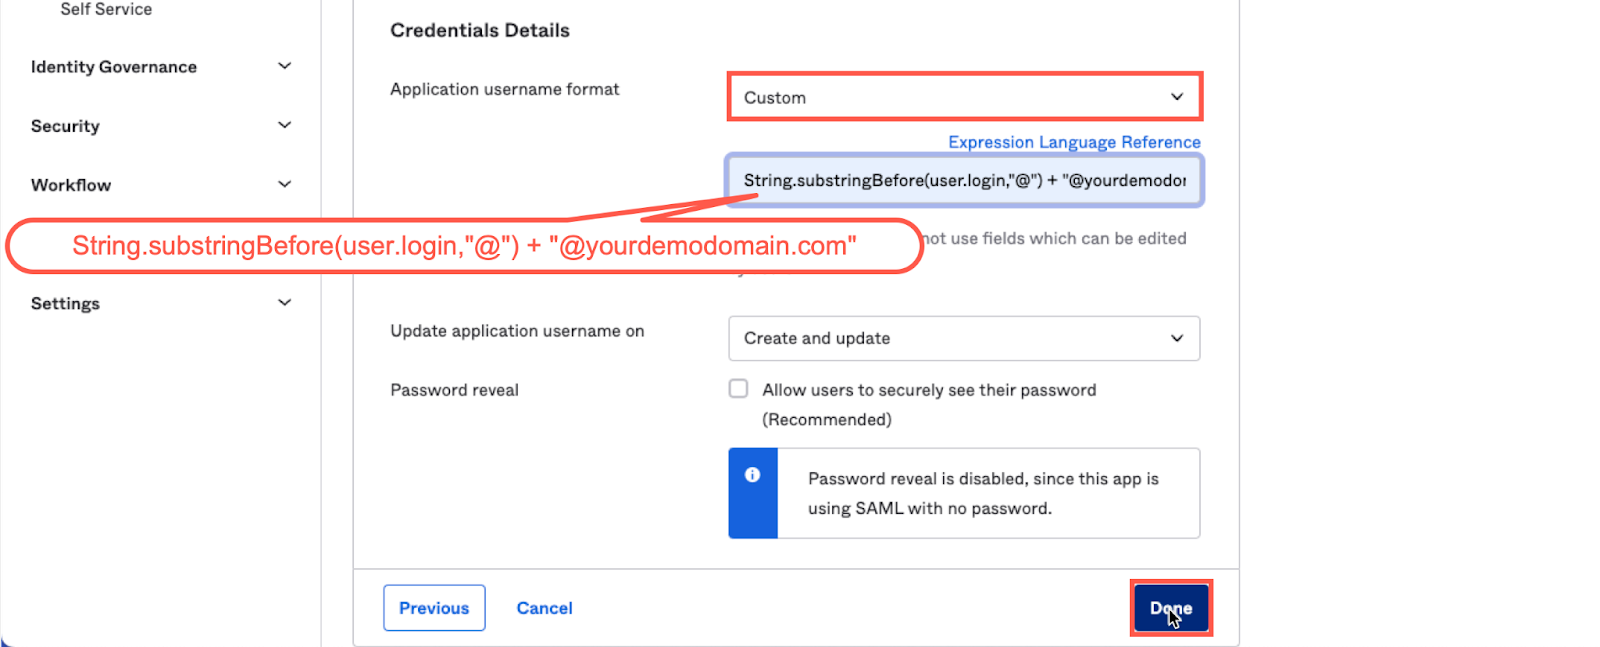 Self Service
Identity Governance
Security
Workflow
Settings
Credentials Details
Application username format
Custom
Expression Language Reference
String.substringBefore(user.login,"@") + "@yourdemodor
String.substringBefore(user.login,"@") + "@yourdemodomain.com"
not use fields which can be edited
Update application username on
Create and update
Password reveal
Allow users to securely see their password
(Recommended)
Password reveal is disabled, since this app is
using SAML with no password.
Previous
Cancel
Done